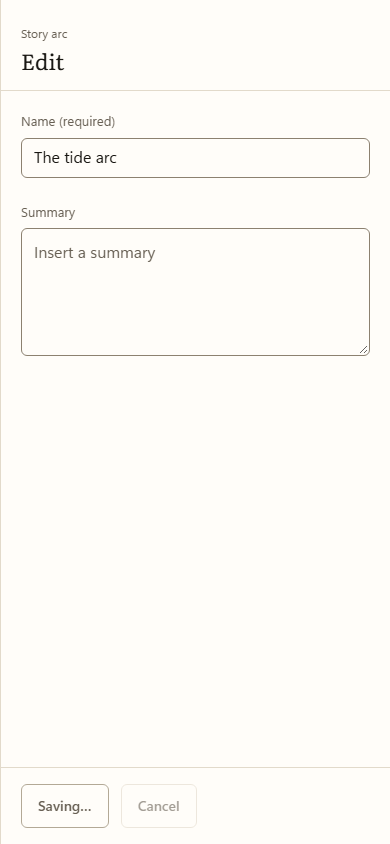 Story arc
Edit
Name (required)
The tide arc
Summary
Insert a summary
Saving...
Cancel